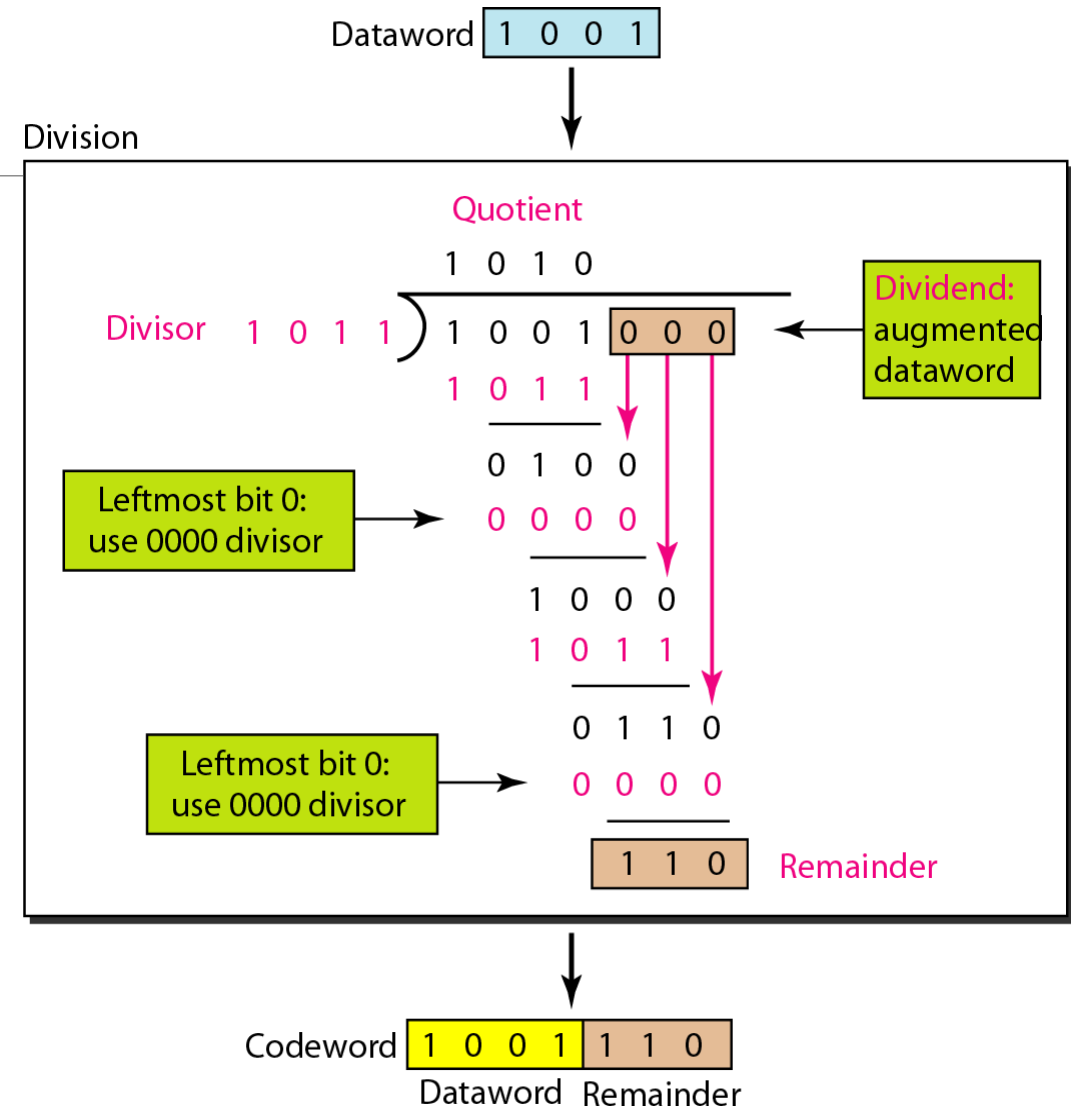 Dataword 1 0 0 1
Division
Quotient
1 0 1 0
Divisor 1 0 1 1 1 0 0 1 0 0 0
Dividend:
augmented
dataword
1 0 1 1
0 1 0 0
Leftmost bit 0:
use 0000 divisor
0 0 0 0
1 0 0 0
1 0 1 1
0 1 1 0
Leftmost bit 0:
use 0000 divisor
0 0 0 0
1 1 0 Remainder
Codeword 1 0 0 1 1 1 0
Dataword Remainder